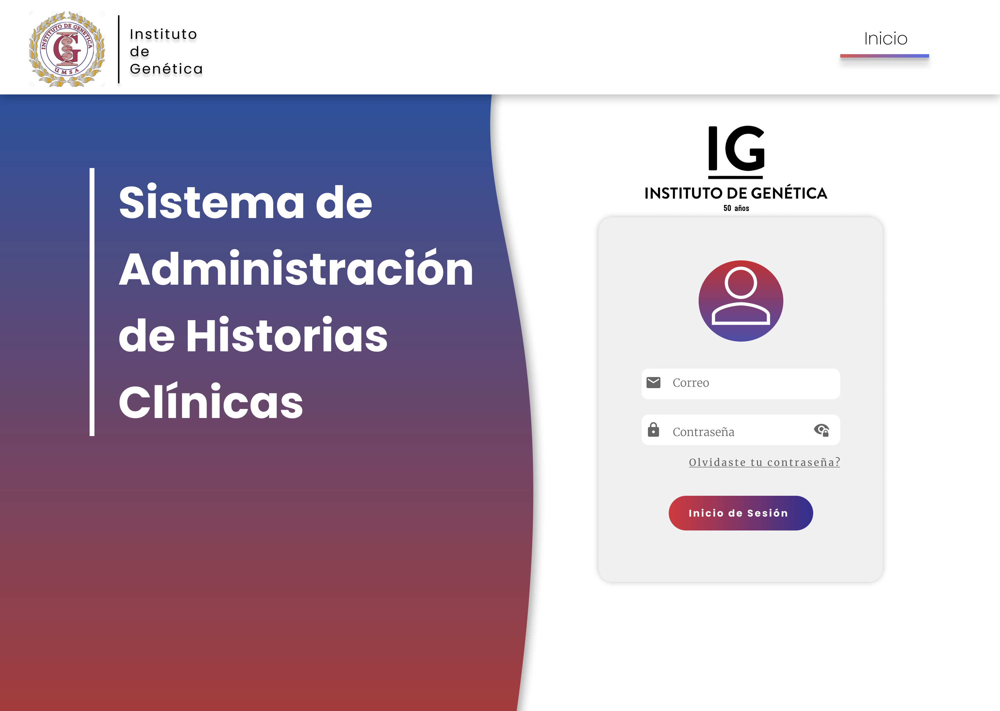 INSTITUTO DE GENETICA
IG
UMSA
Instituto
de
Genética
Inicio
Sistema de
Administración
de Historias
Clínicas
IG
INSTITUTO DE GENÉTICA
50 años
Correo
Contraseña
Olvidaste tu contraseña?
Inicio de Sesión